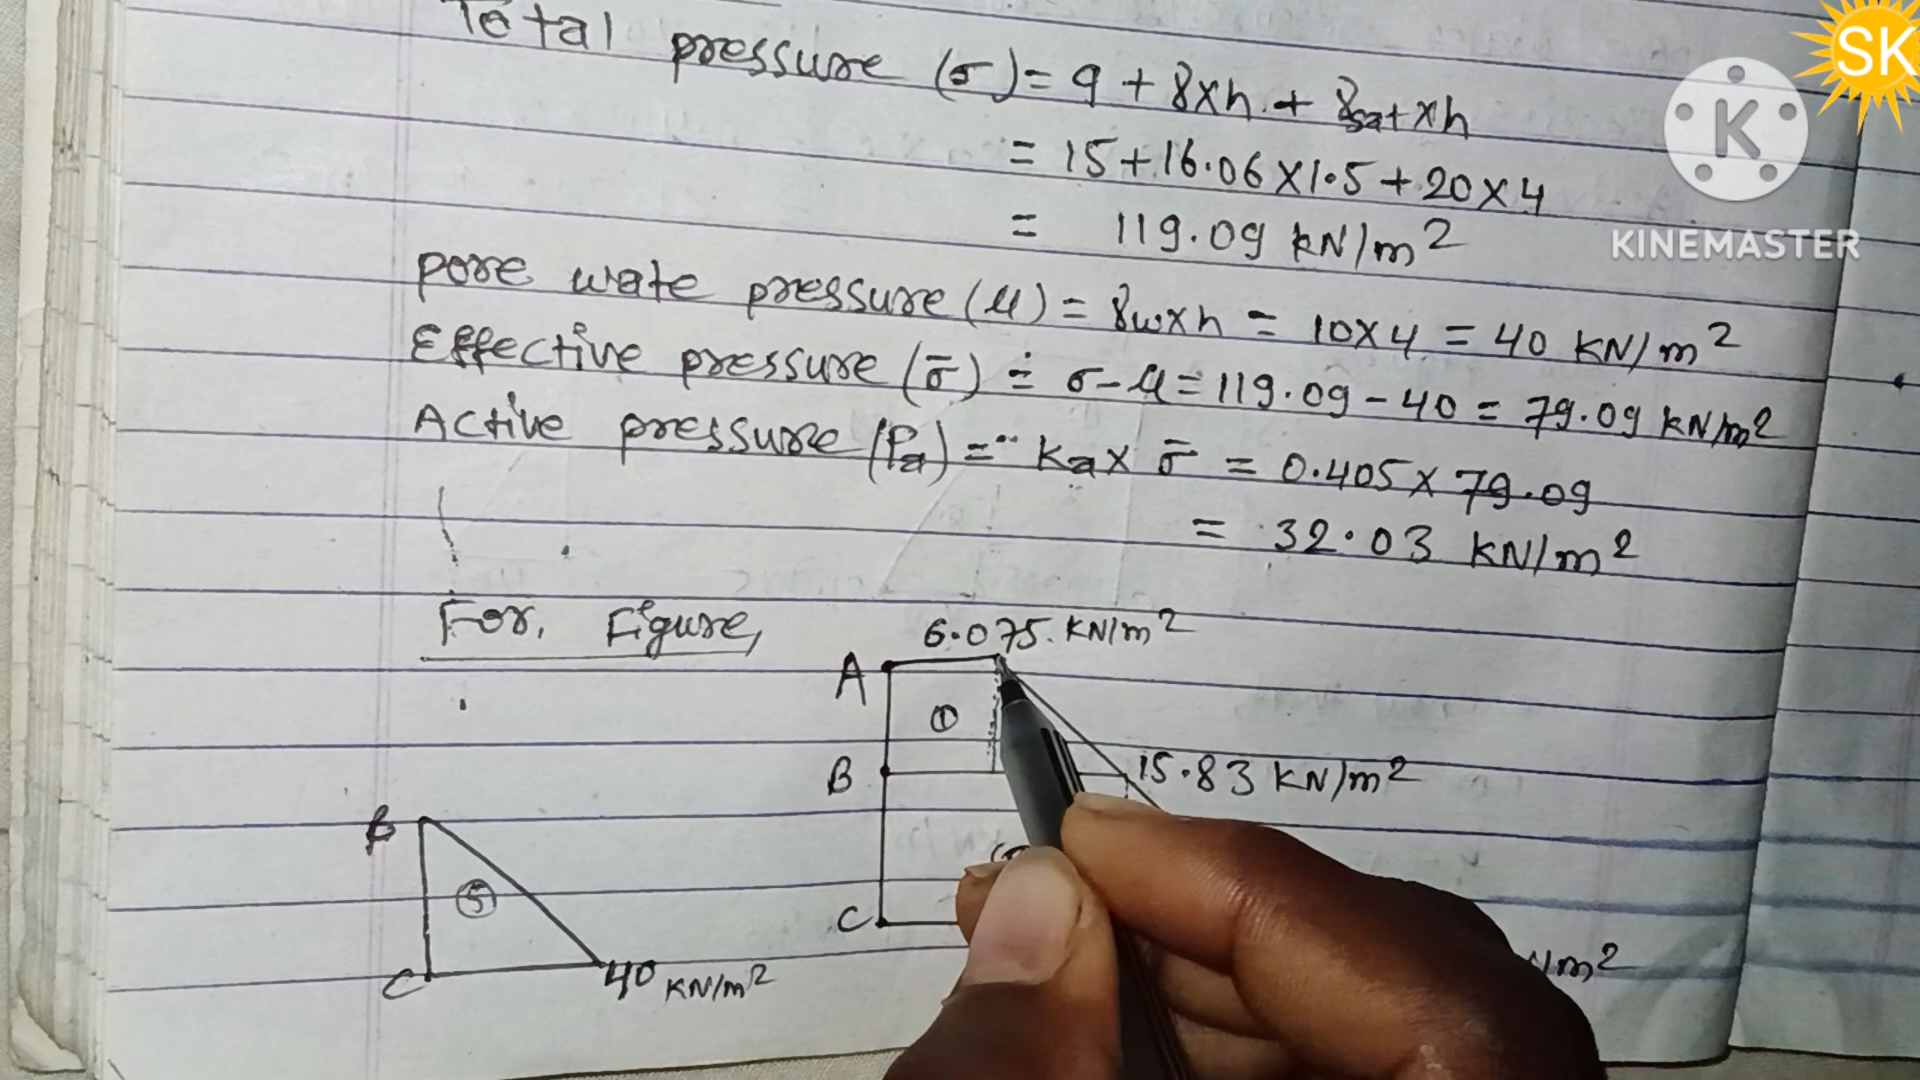 Total pressure (σ) = q + γxh + γsat xh
= 15 + 16.06 X 1.5 + 20 X 4
= 119.09 kN/m²
pore wate pressure (u) = γw x h = 10 x 4 = 40 KN/m²
Effective pressure (σ̄) = σ - u = 119.09 - 40 = 79.09 KN/m²
Active pressure (Pa) = Ka x σ̄ = 0.405 x 79.09
= 32.03 KN/m²
For, Figure,
6.075 KN/m²
A
①
B
15.83 KN/m²
B
⑤
C
C
40 KN/m²
/m²
SK
K
KINEMASTER